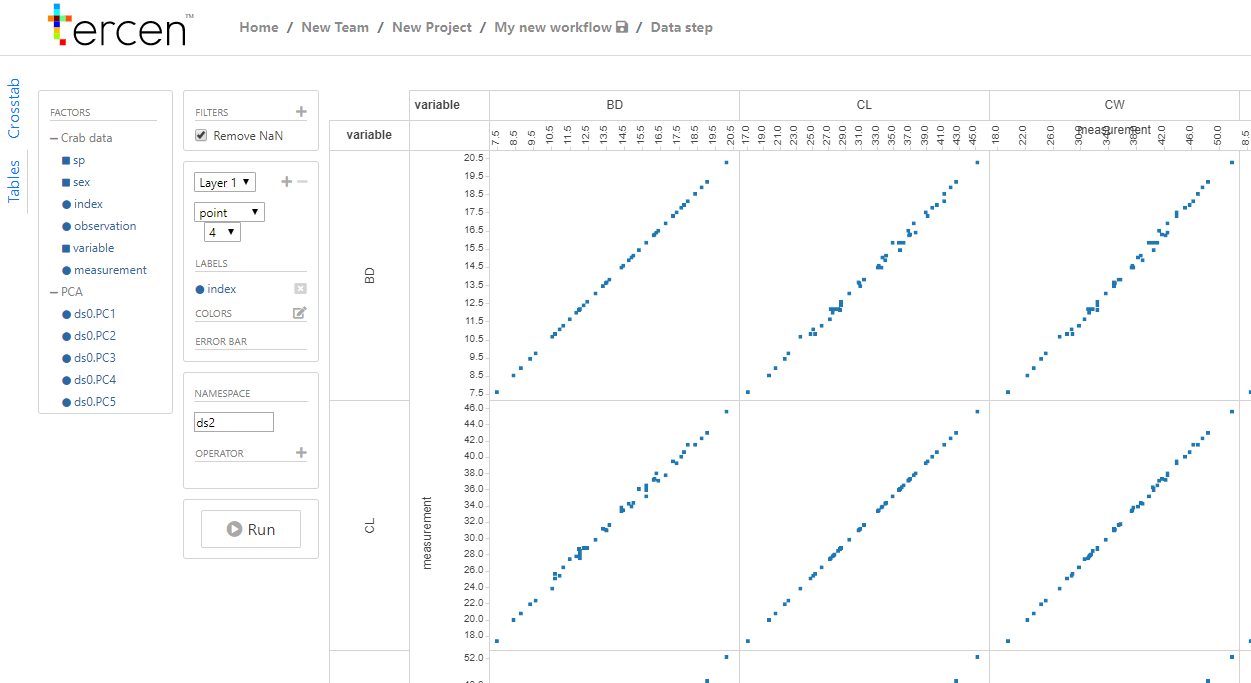 tercen™
Home / New Team / New Project / My new workflow / Data step
Crosstab
Tables
FACTORS
Crab data
sp
sex
index
observation
variable
measurement
PCA
ds0.PC1
ds0.PC2
ds0.PC3
ds0.PC4
ds0.PC5
FILTERS
Remove NaN
Layer 1
point
4
LABELS
index
COLORS
ERROR BAR
NAMESPACE
ds2
OPERATOR
Run
variable BD CL CW
variable
7.5 8.5 9.5 10.5 11.5 12.5 13.5 14.5 15.5 16.5 17.5 18.5 19.5 20.5
17.0 19.0 21.0 23.0 25.0 27.0 29.0 31.0 33.0 35.0 37.0 39.0 41.0 43.0 45.0
18.0 22.0 26.0 30.0 34.0 38.0 42.0 46.0 50.0
measurement
8.5
BD
20.5
19.5
18.5
17.5
16.5
15.5
14.5
13.5
12.5
11.5
10.5
9.5
8.5
7.5
CL
measurement
46.0
44.0
42.0
40.0
38.0
36.0
34.0
32.0
30.0
28.0
26.0
24.0
22.0
20.0
18.0
52.0